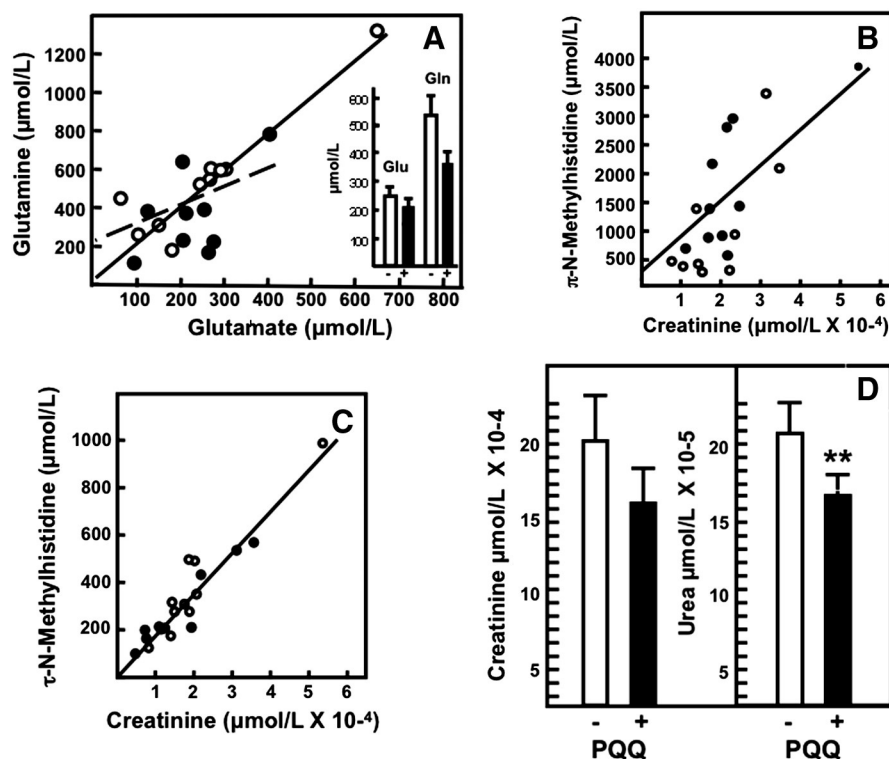 A
Glutamine (µmol/L)
1200
1000
800
600
400
200
100 200 300 400 500 600 700 800
Glutamate (µmol/L)
Gln
Glu
µmol/L
600
500
400
300
200
100
- + - +
B
π-N-Methylhistidine (µmol/L)
4000
3500
3000
2500
2000
1500
1000
500
1 2 3 4 5 6
Creatinine (µmol/L X 10-4)
C
τ-N-Methylhistidine (µmol/L)
1000
800
600
400
200
1 2 3 4 5 6
Creatinine (µmol/L X 10-4)
D
Creatinine µmol/L X 10-4
20
15
10
5
- +
PQQ
Urea µmol/L X 10-5
20
15
10
5
**
- +
PQQ